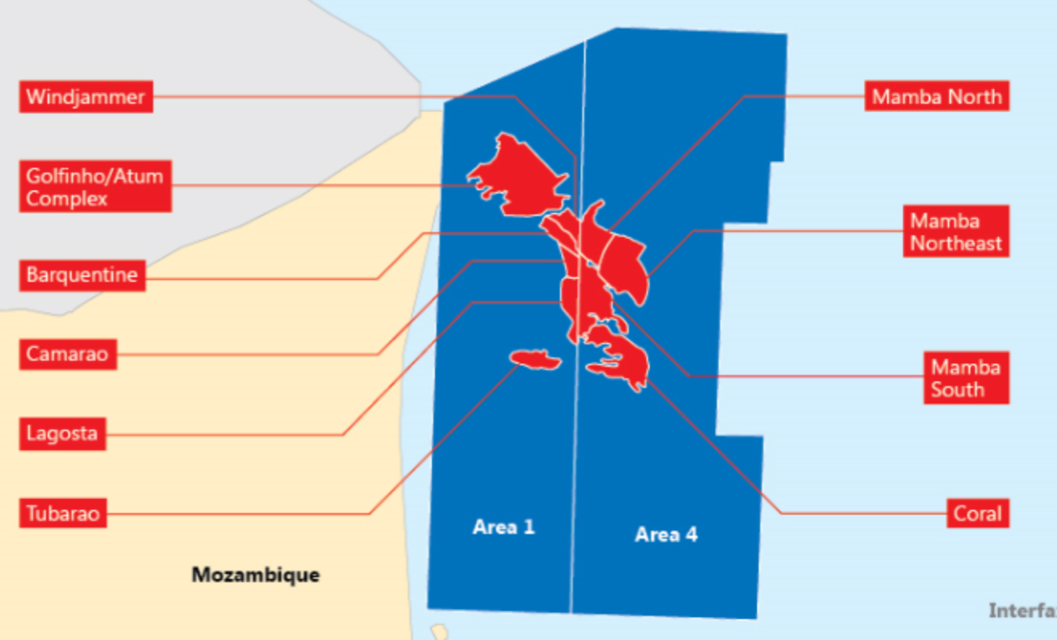 Windjammer
Golfinho/Atum
Complex
Barquentine
Camarao
Lagosta
Tubarao
Mamba North
Mamba
Northeast
Mamba
South
Coral
Area 1
Area 4
Mozambique
Interfa